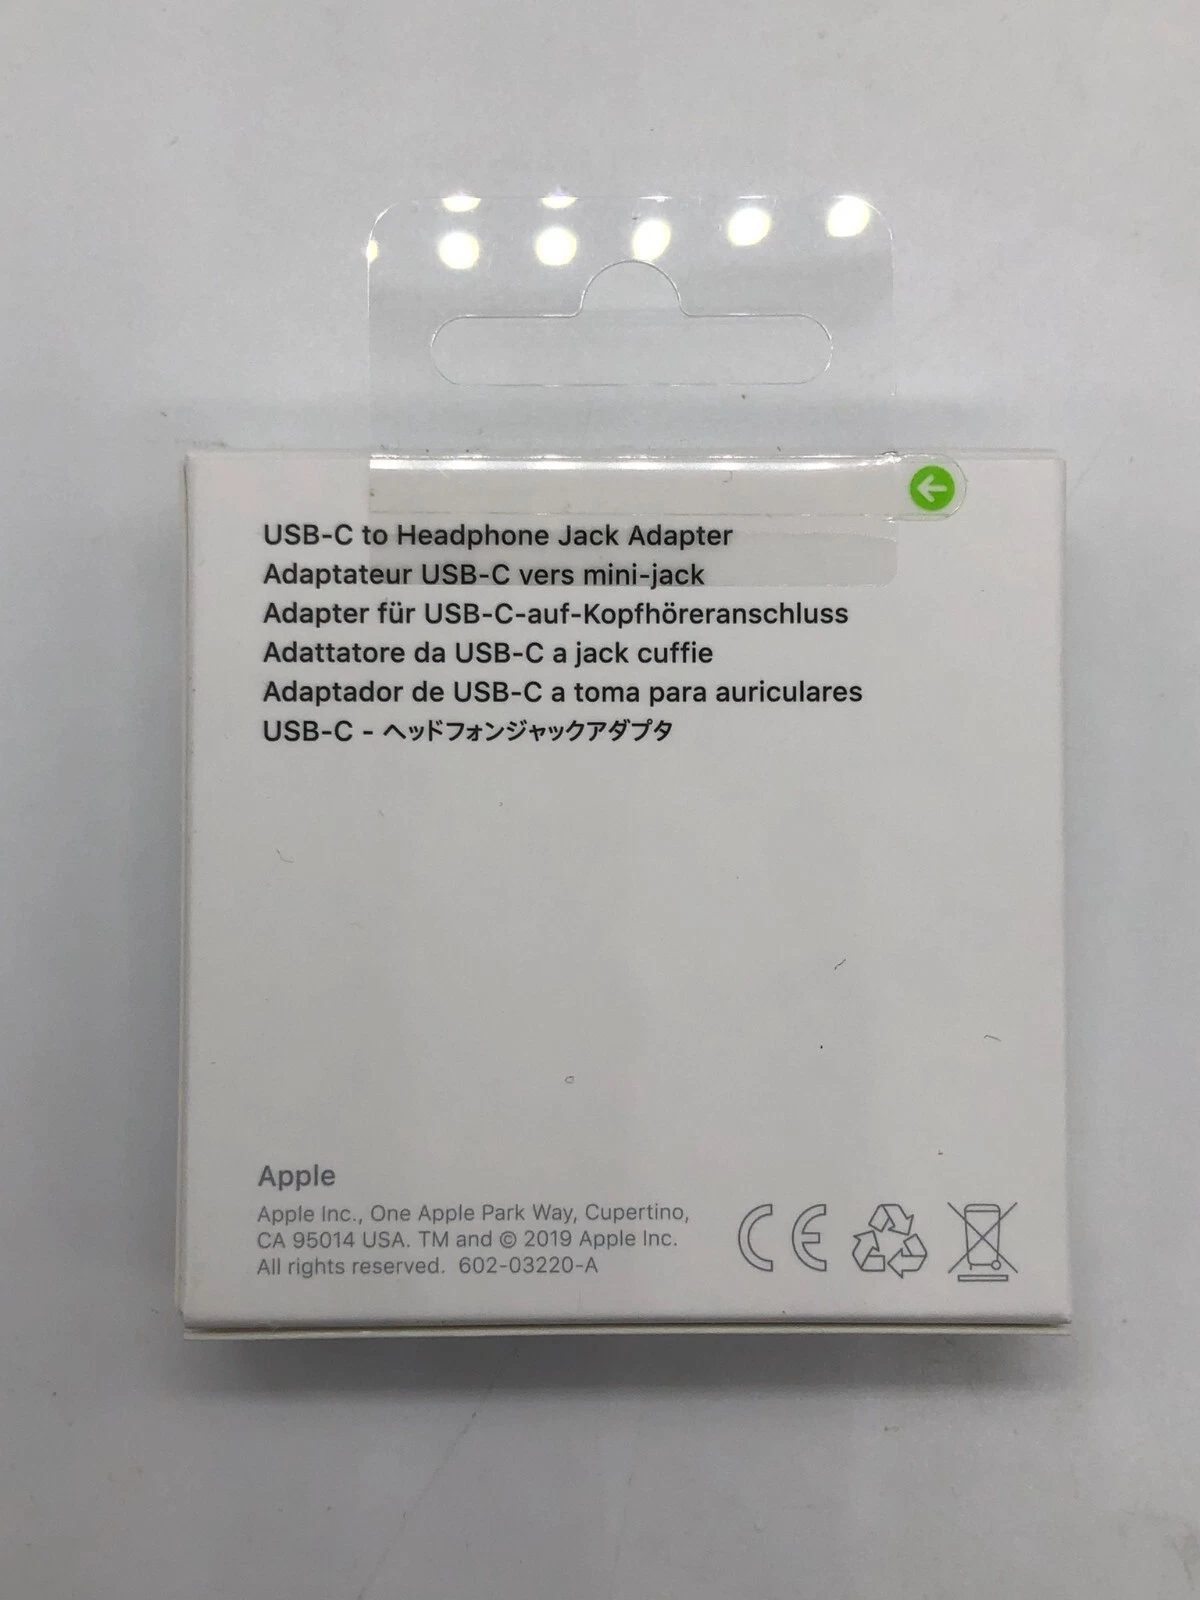 USB-C to Headphone Jack Adapter
Adaptateur USB-C vers mini-jack
Adapter für USB-C-auf-Kopfhöreranschluss
Adattatore da USB-C a jack cuffie
Adaptador de USB-C a toma para auriculares
USB-C - ヘッドフォンジャックアダプタ
Apple
Apple Inc., One Apple Park Way, Cupertino,
CA 95014 USA. TM and © 2019 Apple Inc.
All rights reserved. 602-03220-A
CE